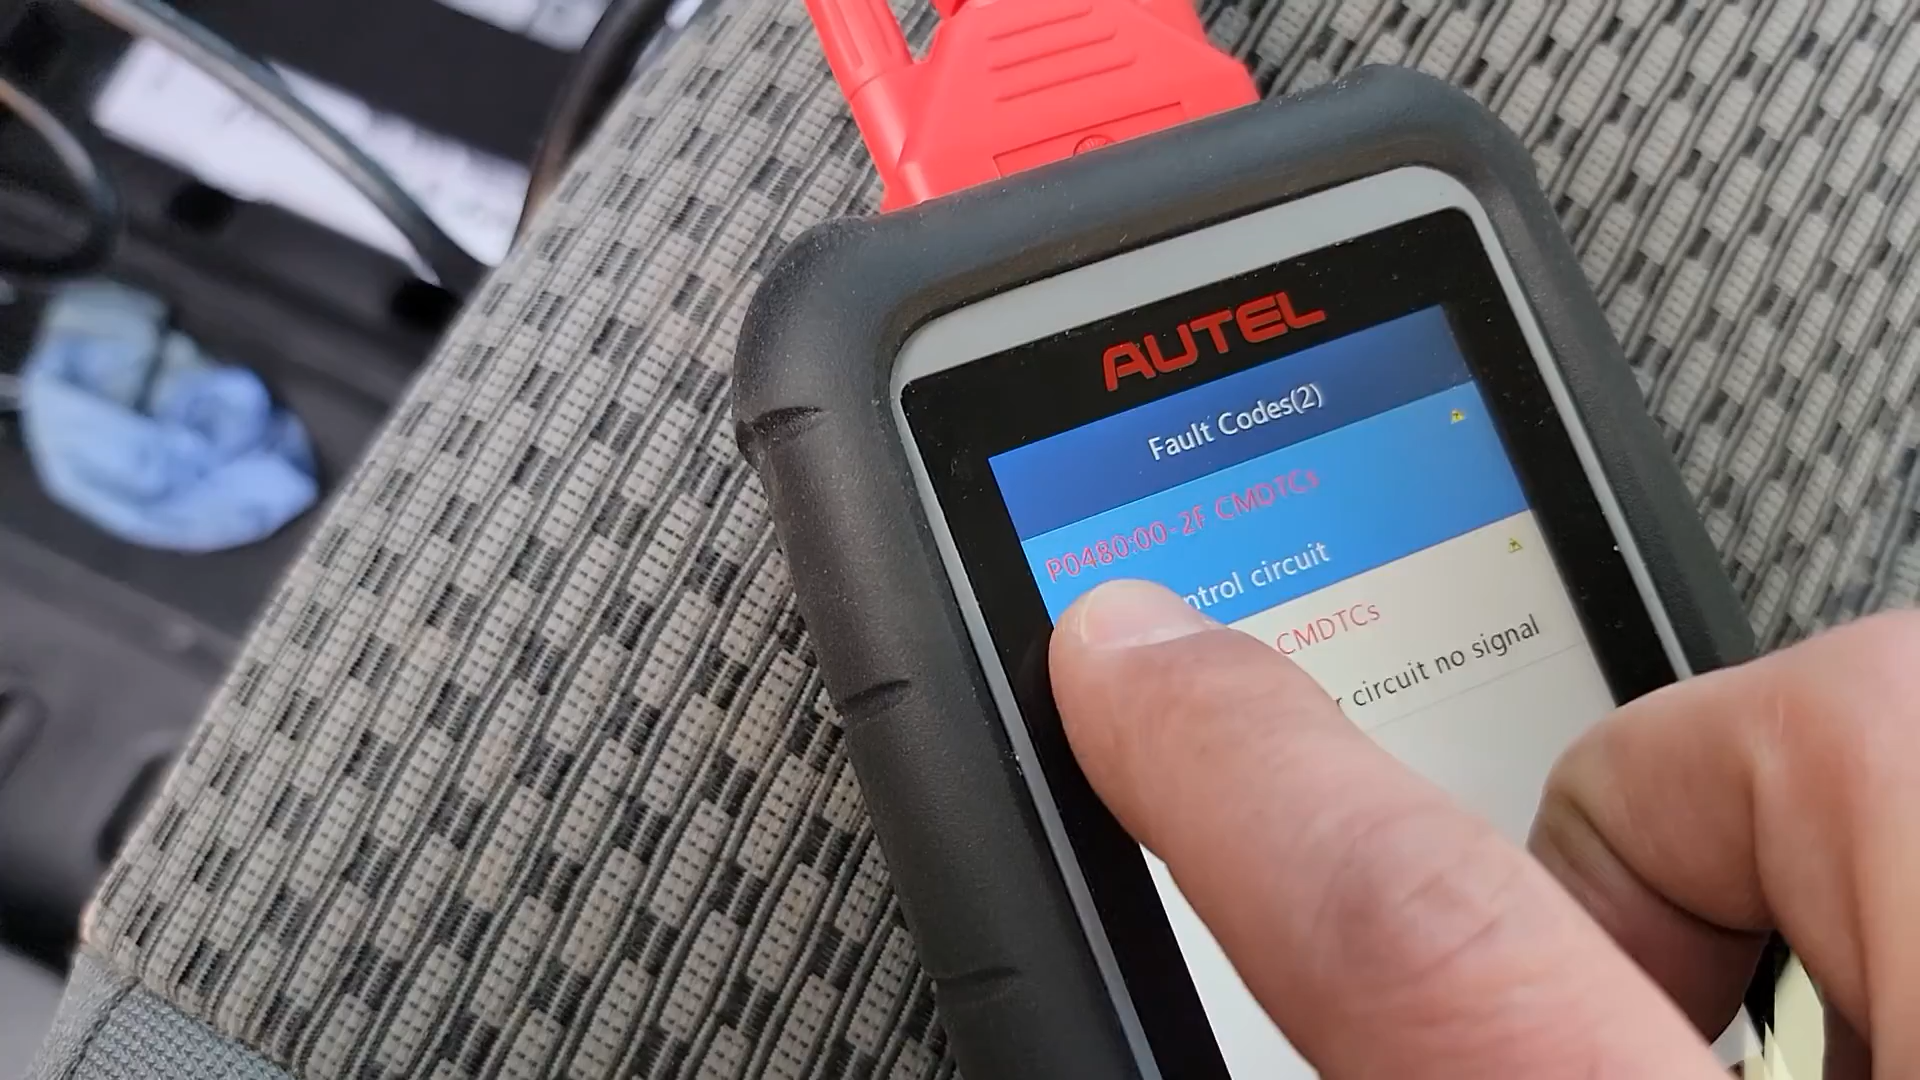 AUTEL
Fault Codes(2)
P0480:00-2F CMDTCs
ntrol circuit
CMDTCs
r circuit no signal